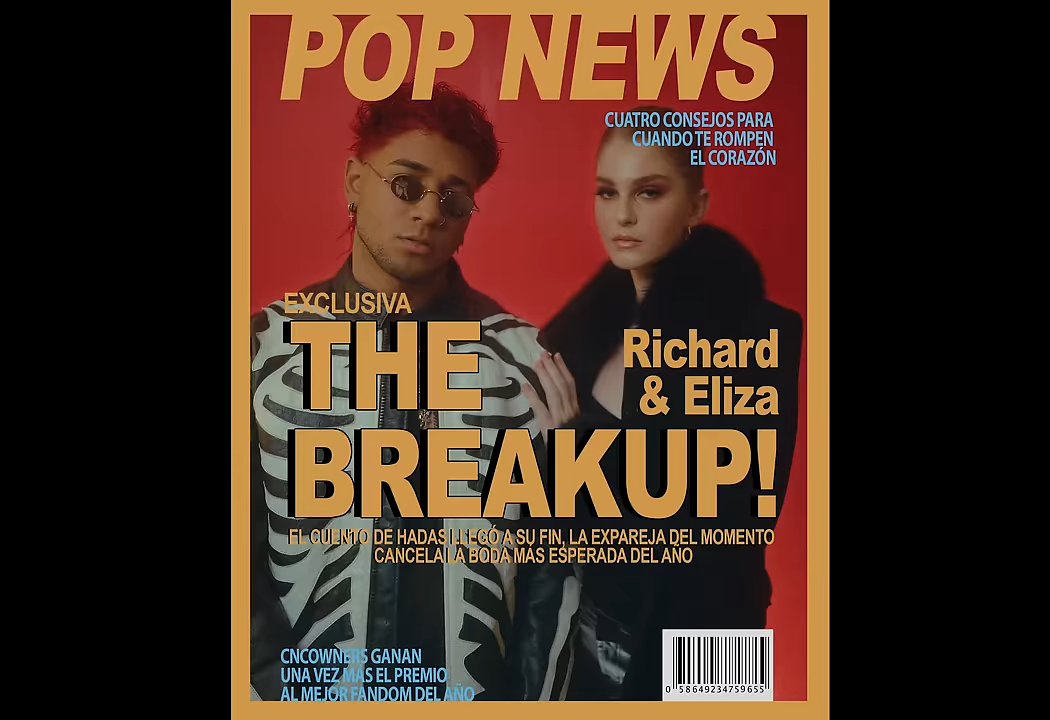 POP NEWS
CUATRO CONSEJOS PARA
CUANDO TE ROMPEN
EL CORAZÓN
EXCLUSIVA
THE
BREAKUP!
Richard
& Eliza
EL CUENTO DE HADAS LLEGÓ A SU FIN, LA EXPAREJA DEL MOMENTO
CANCELA LA BODA MÁS ESPERADA DEL AÑO
CNCOWNERS GANAN
UNA VEZ MÁS EL PREMIO
AL MEJOR FANDOM DEL AÑO
0 58649234759655